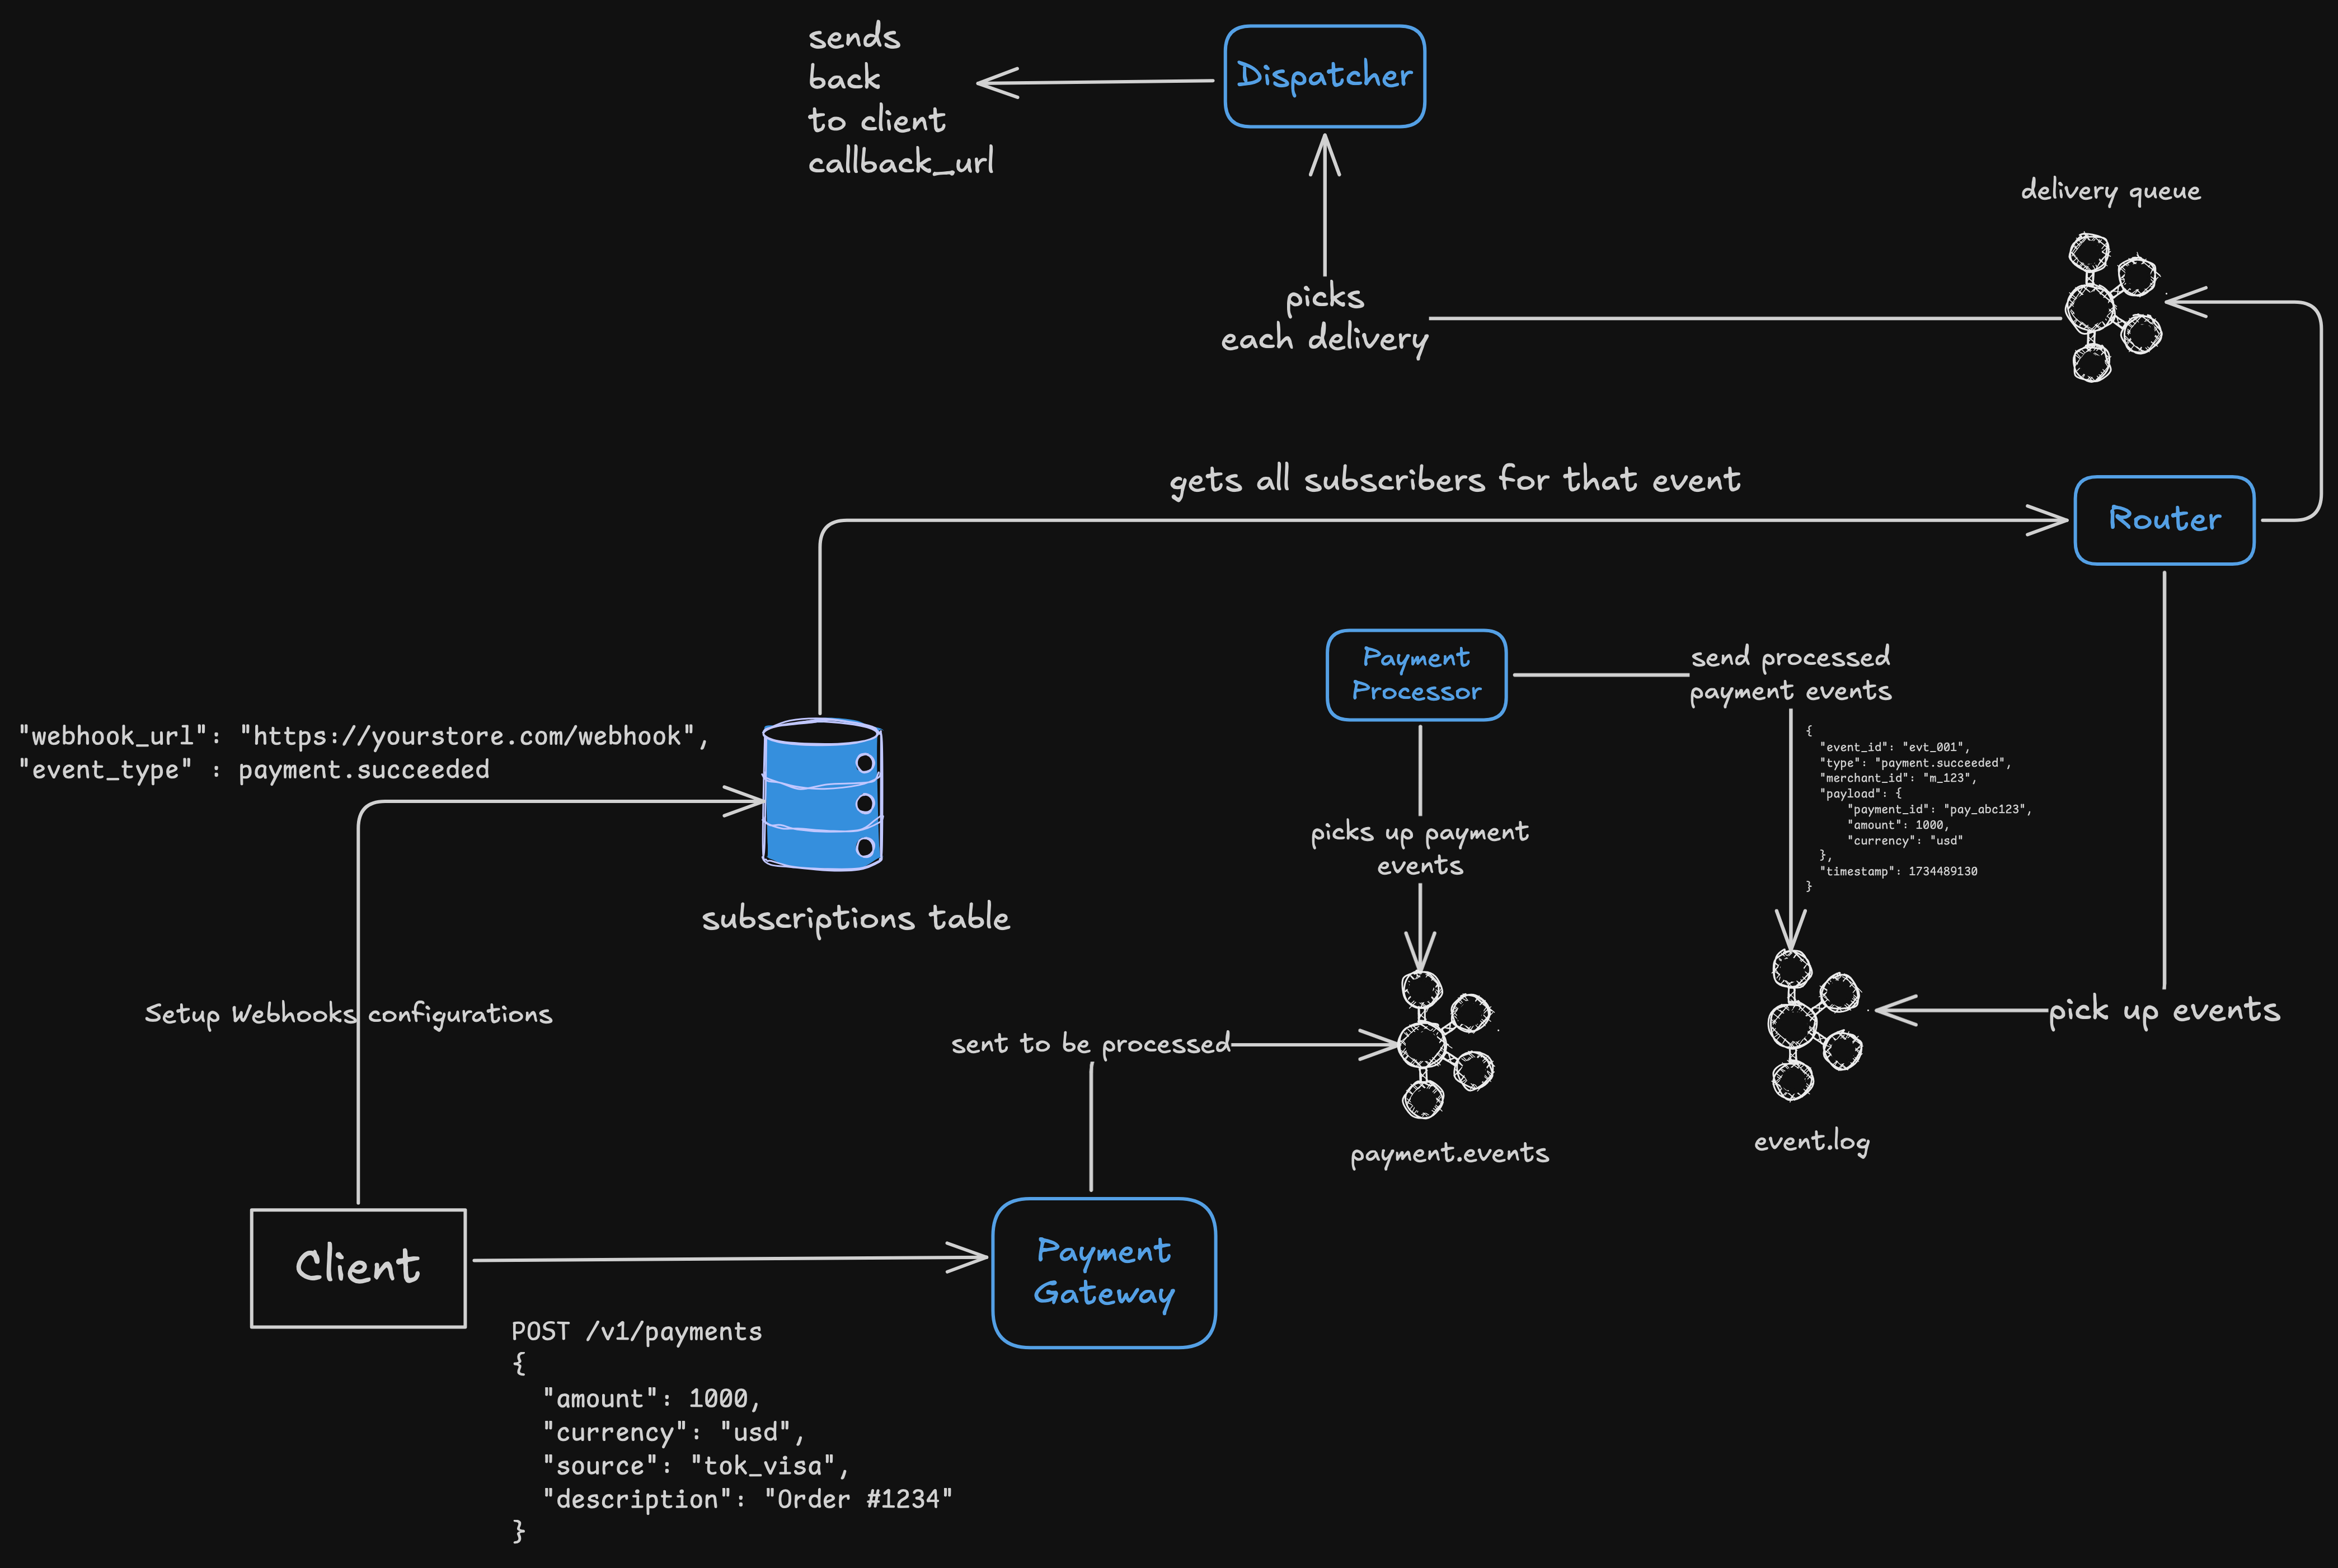 sends
back
to client
callback_url
Dispatcher
delivery queue
picks
each delivery
gets all subscribers for that event
Router
Payment
Processor
send processed
payment events
"webhook_url": "https://yourstore.com/webhook",
"event_type" : payment.succeeded
{
"event_id": "evt_001",
"type": "payment.succeeded",
"merchant_id": "m_123",
"payload": {
"payment_id": "pay_abc123",
"amount": 1000,
"currency": "usd"
},
"timestamp": 1734489130
}
picks up payment
events
subscriptions table
Setup Webhooks configurations
sent to be processed
pick up events
payment.events
event.log
Client
Payment
Gateway
POST /v1/payments
{
"amount": 1000,
"currency": "usd",
"source": "tok_visa",
"description": "Order #1234"
}